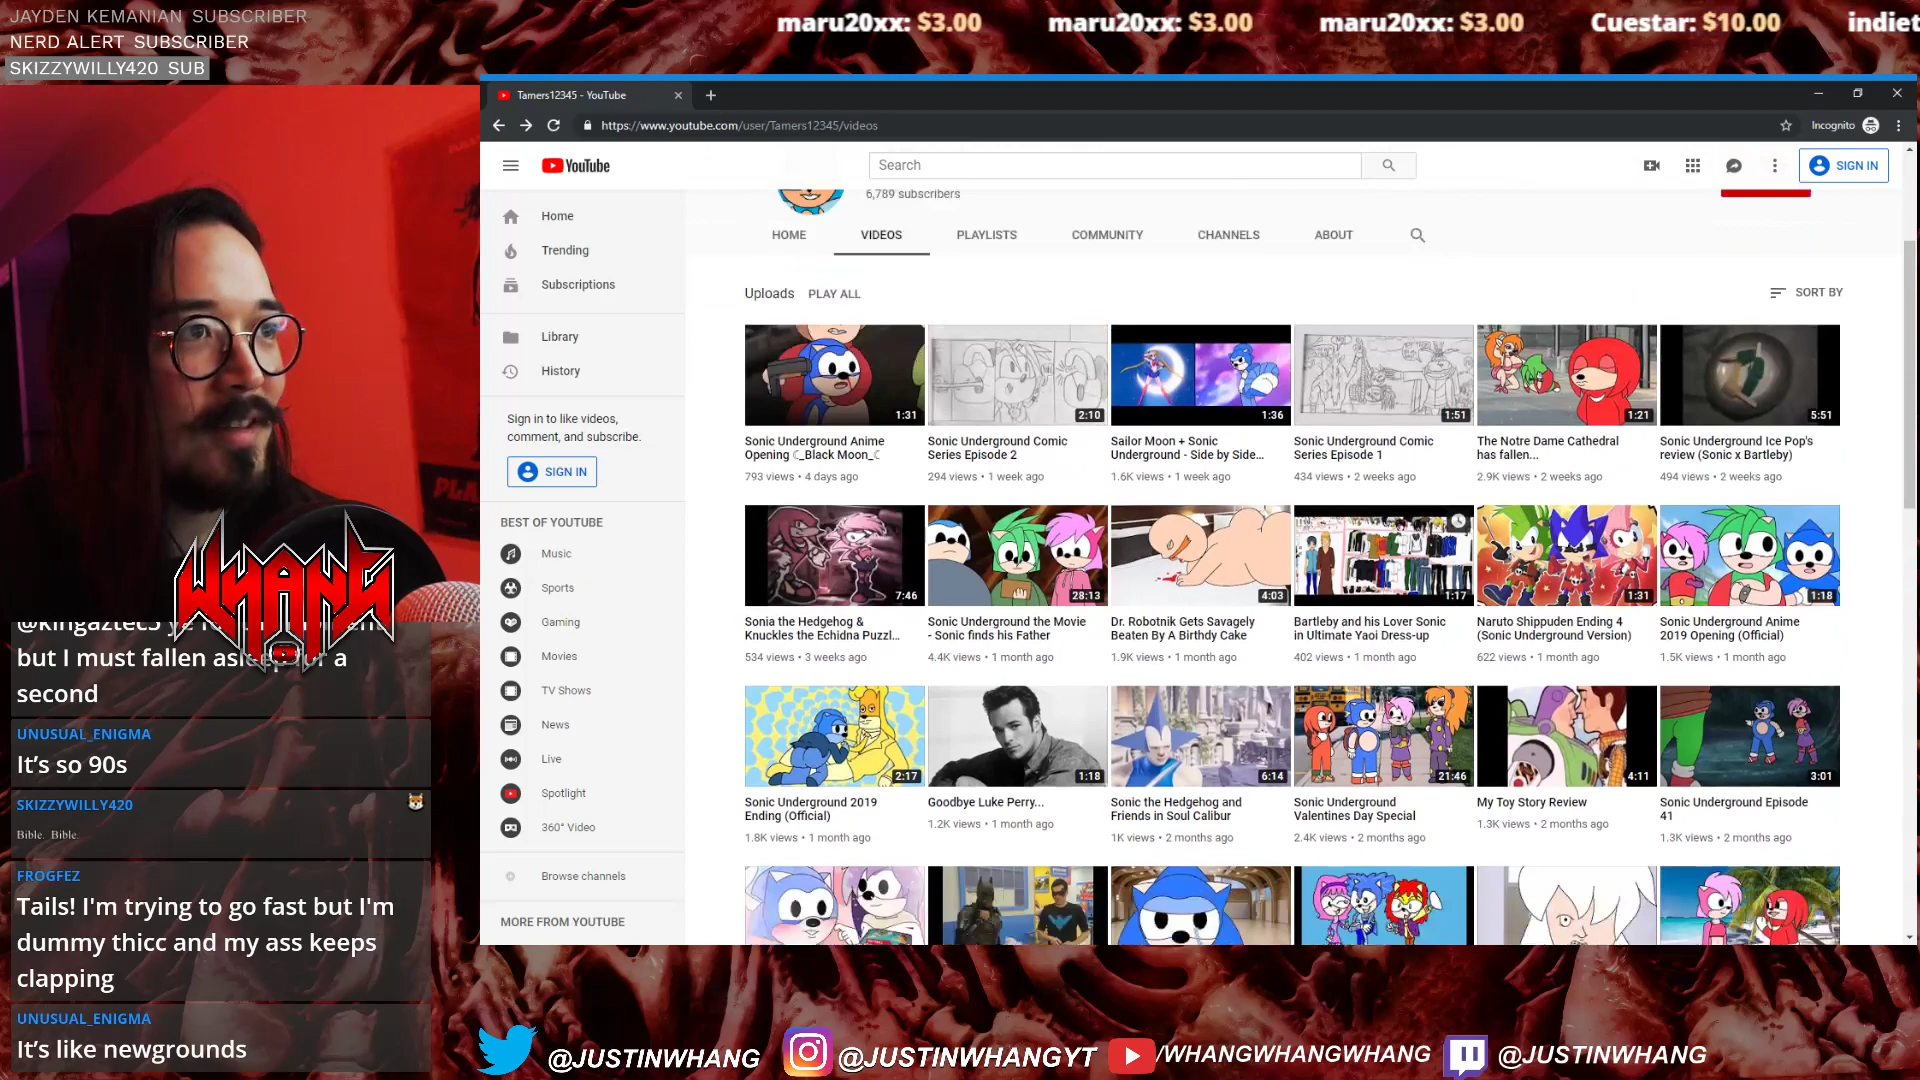 JAYDEN KEMANIAN SUBSCRIBER
NERD ALERT SUBSCRIBER
SKIZZYWILLY420 SUB
maru20xx: $3.00 maru20xx: $3.00 maru20xx: $3.00 Cuestar: $10.00 indiet
Tamers12345 - YouTube
https://www.youtube.com/user/Tamers12345/videos
Incognito
YouTube
Search
SIGN IN
6,789 subscribers
HOME VIDEOS PLAYLISTS COMMUNITY CHANNELS ABOUT
Home
Trending
Subscriptions
Library
History
Sign in to like videos,
comment, and subscribe.
SIGN IN
BEST OF YOUTUBE
Music
Sports
Gaming
Movies
TV Shows
News
Live
Spotlight
360° Video
Browse channels
MORE FROM YOUTUBE
Uploads PLAY ALL
SORT BY
1:31
Sonic Underground Anime
Opening ☾_Black Moon_☾
793 views • 4 days ago
2:10
Sonic Underground Comic
Series Episode 2
294 views • 1 week ago
1:36
Sailor Moon + Sonic
Underground - Side by Side...
1.6K views • 1 week ago
1:51
Sonic Underground Comic
Series Episode 1
434 views • 2 weeks ago
1:21
The Notre Dame Cathedral
has fallen...
2.9K views • 2 weeks ago
5:51
Sonic Underground Ice Pop's
review (Sonic x Bartleby)
494 views • 2 weeks ago
7:46
Sonia the Hedgehog &
Knuckles the Echidna Puzzl...
534 views • 3 weeks ago
28:13
Sonic Underground the Movie
- Sonic finds his Father
4.4K views • 1 month ago
4:03
Dr. Robotnik Gets Savagely
Beaten By A Birthdy Cake
1.9K views • 1 month ago
1:17
Bartleby and his Lover Sonic
in Ultimate Yaoi Dress-up
402 views • 1 month ago
1:31
Naruto Shippuden Ending 4
(Sonic Underground Version)
622 views • 1 month ago
1:18
Sonic Underground Anime
2019 Opening (Official)
1.5K views • 1 month ago
2:17
Sonic Underground 2019
Ending (Official)
1.8K views • 1 month ago
1:18
Goodbye Luke Perry...
1.2K views • 1 month ago
6:14
Sonic the Hedgehog and
Friends in Soul Calibur
1K views • 2 months ago
21:46
Sonic Underground
Valentines Day Special
2.4K views • 2 months ago
4:11
My Toy Story Review
1.3K views • 2 months ago
3:01
Sonic Underground Episode
41
1.3K views • 2 months ago
WHANG
but I must fallen asleep for a
second
UNUSUAL_ENIGMA
It's so 90s
SKIZZYWILLY420
Bible. Bible.
FROGFEZ
Tails! I'm trying to go fast but I'm
dummy thicc and my ass keeps
clapping
UNUSUAL_ENIGMA
It's like newgrounds
@JUSTINWHANG @JUSTINWHANGYT /WHANGWHANGWHANG @JUSTINWHANG